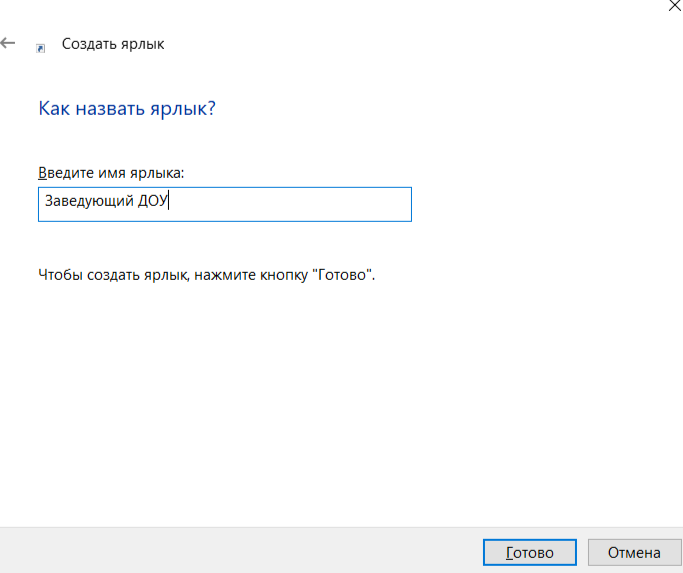 Создать ярлык
Как назвать ярлык?
Введите имя ярлыка:
Заведующий ДОУ
Чтобы создать ярлык, нажмите кнопку "Готово".
Готово
Отмена